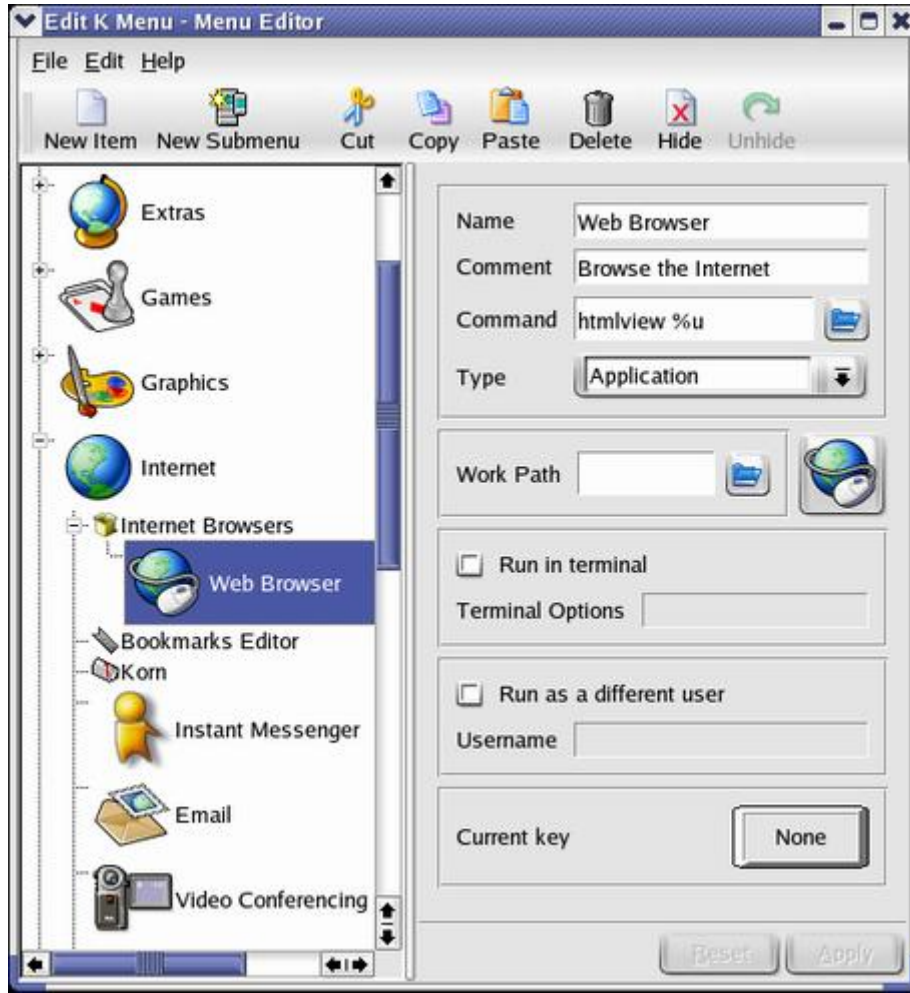 Edit K Menu - Menu Editor
File Edit Help
New Item New Submenu Cut Copy Paste Delete Hide Unhide
Extras
Games
Graphics
Internet
Internet Browsers
Web Browser
Bookmarks Editor
Korn
Instant Messenger
Email
Video Conferencing
Name Web Browser
Comment Browse the Internet
Command htmlview %u
Type Application
Work Path
Run in terminal
Terminal Options
Run as a different user
Username
Current key None
Reset Apply